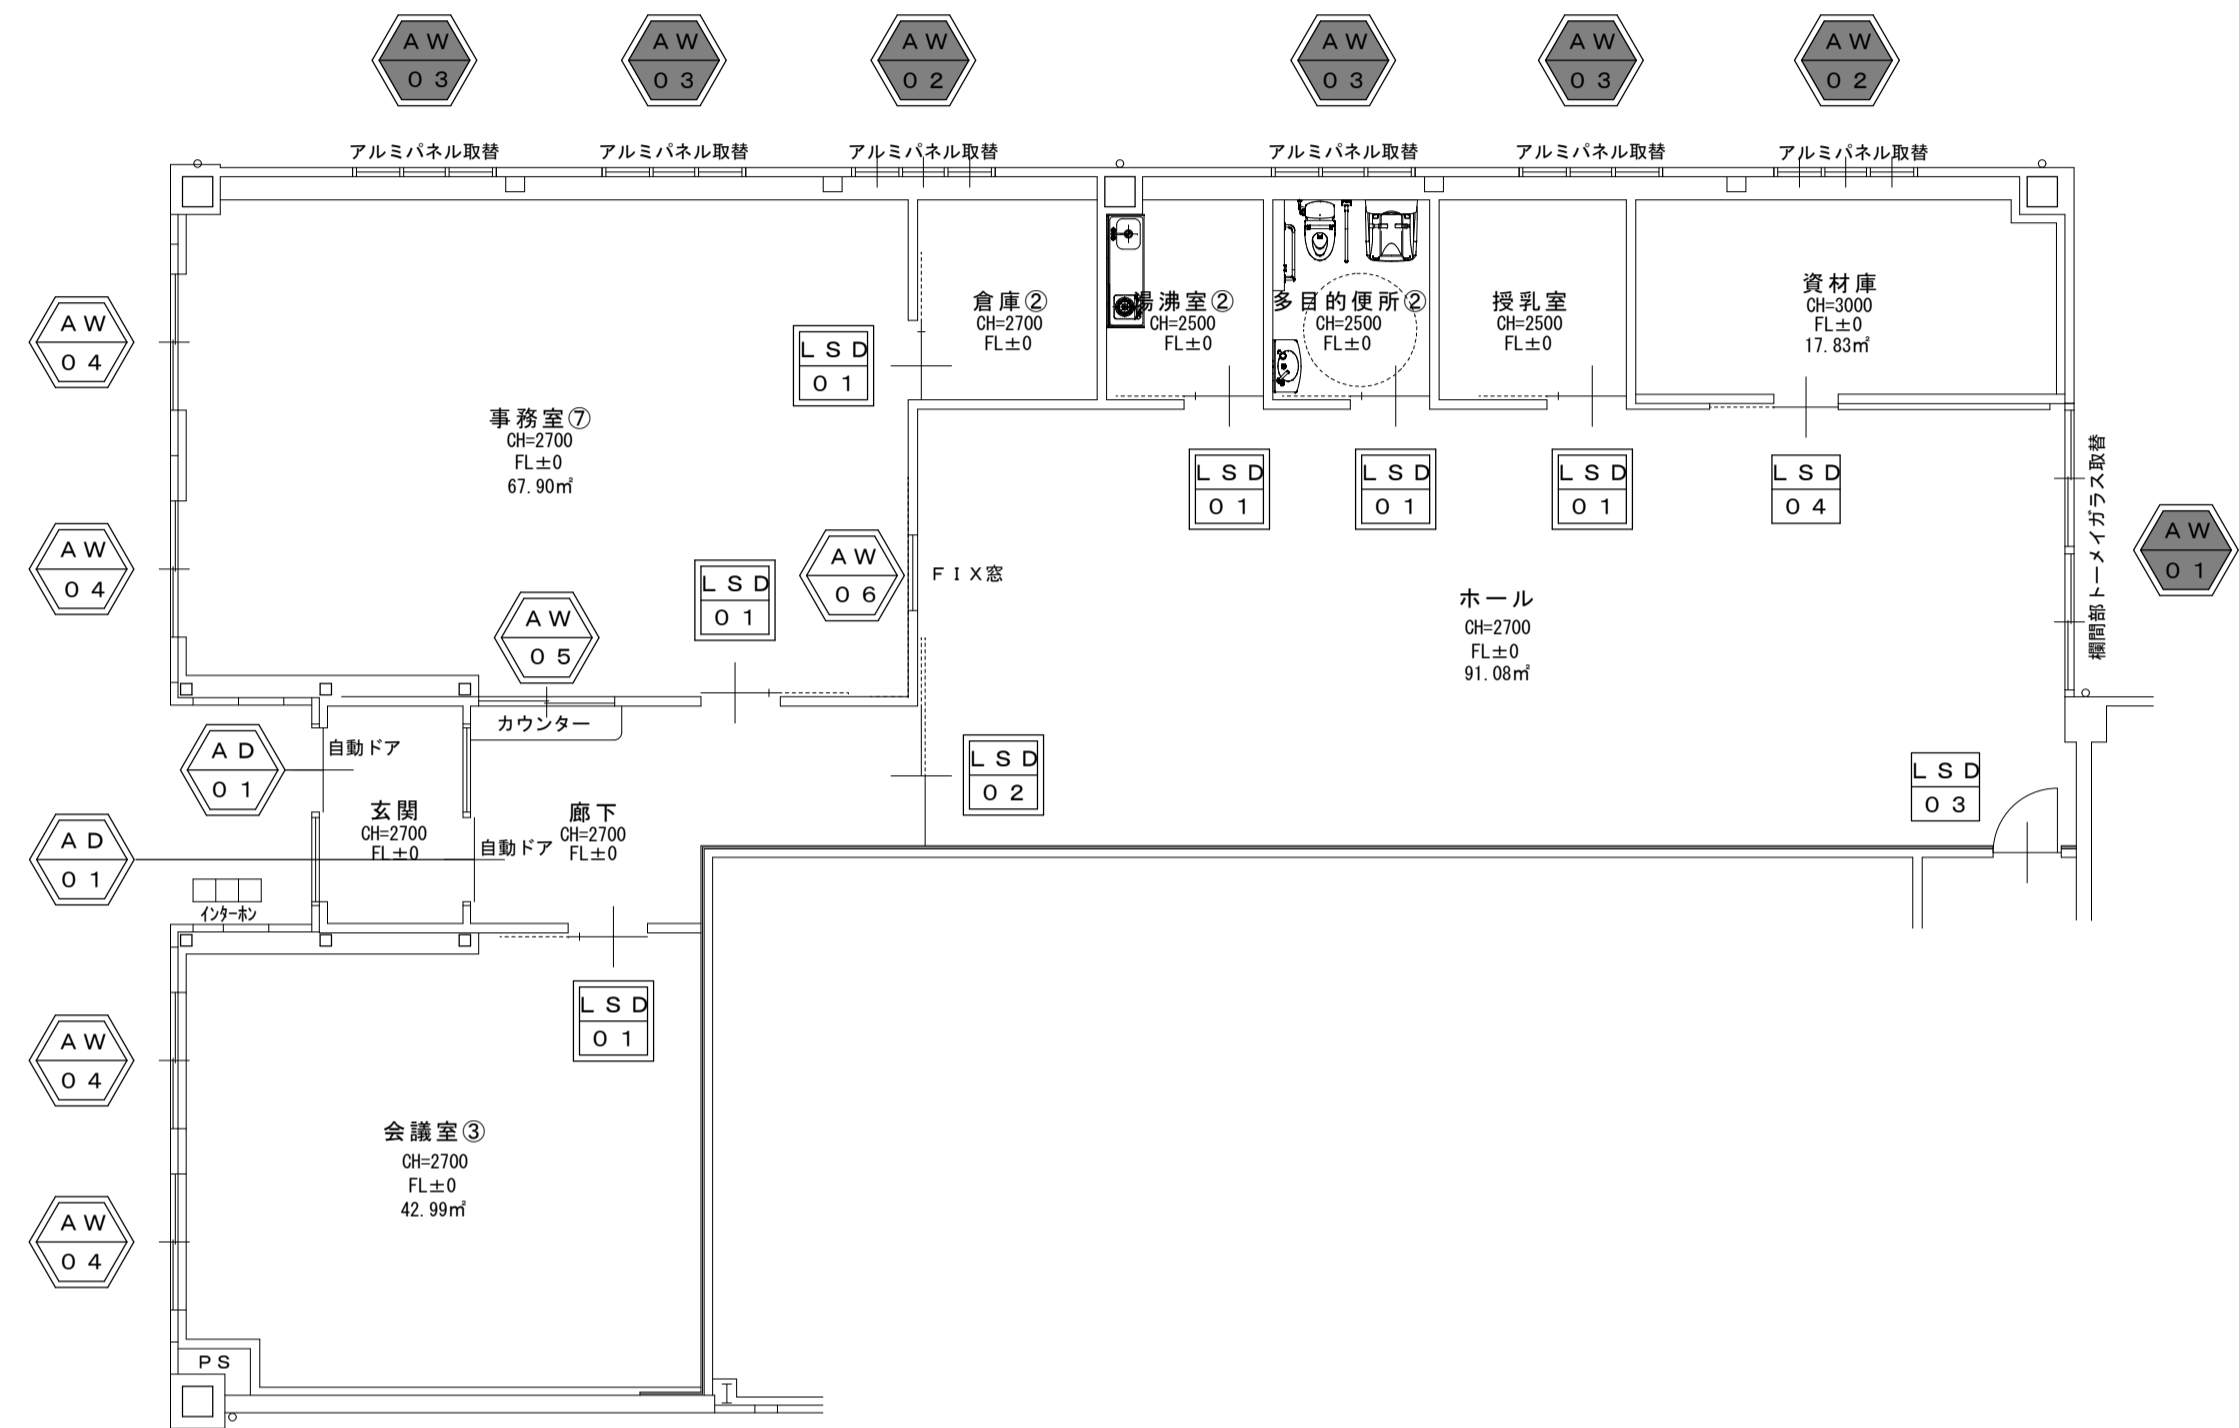 AW
03
AW
03
AW
02
AW
03
AW
03
AW
02
アルミパネル取替
アルミパネル取替
アルミパネル取替
アルミパネル取替
アルミパネル取替
アルミパネル取替
AW
04
LSD
01
倉庫②
CH=2700
FL±0
湯沸室②
CH=2500
FL±0
多目的便所②
CH=2500
FL±0
授乳室
CH=2500
FL±0
資材庫
CH=3000
FL±0
17.83㎡
事務室⑦
CH=2700
FL±0
67.90㎡
LSD
01
LSD
01
LSD
01
LSD
04
欄間部トーメイガラス取替
AW
01
AW
04
AW
05
LSD
01
AW
06
FIX窓
ホール
CH=2700
FL±0
91.08㎡
カウンター
AD
01
自動ドア
LSD
02
LSD
03
AD
01
玄関
CH=2700
FL±0
自動ドア
廊下
CH=2700
FL±0
インターホン
LSD
01
AW
04
会議室③
CH=2700
FL±0
42.99㎡
AW
04
PS